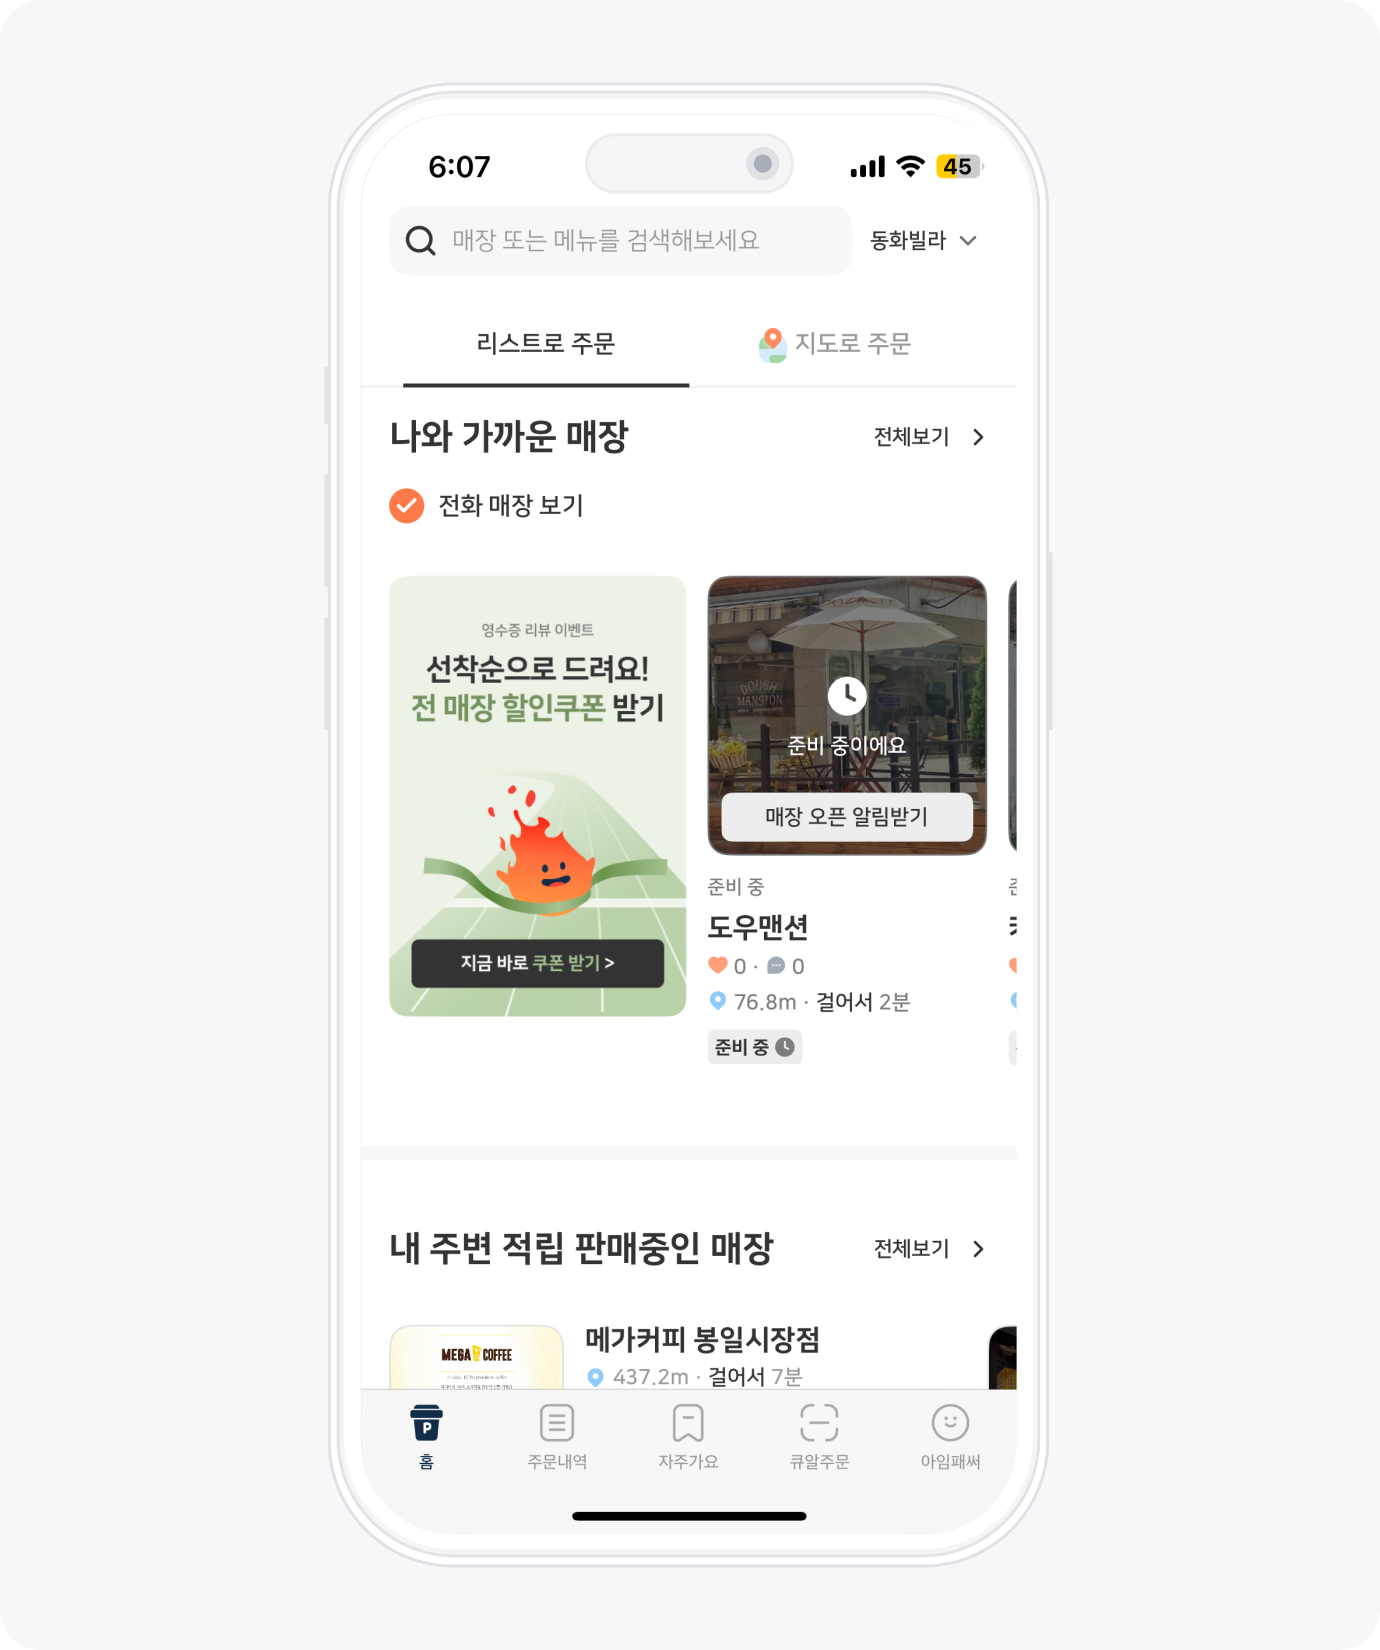 6:07
45
매장 또는 메뉴를 검색해보세요
동화빌라
리스트로 주문
지도로 주문
나와 가까운 매장
전체보기
전화 매장 보기
영수증 리뷰 이벤트
선착순으로 드려요!
전 매장 할인쿠폰 받기
지금 바로 쿠폰 받기 >
DOUGH
MANSION
준비 중이에요
매장 오픈 알림받기
준비 중
도우맨션
0 · 0
76.8m · 걸어서 2분
준비 중
내 주변 적립 판매중인 매장
전체보기
MEGA COFFEE
메가커피 봉일시장점
437.2m · 걸어서 7분
P
홈
주문내역
자주가요
큐알주문
아임패써